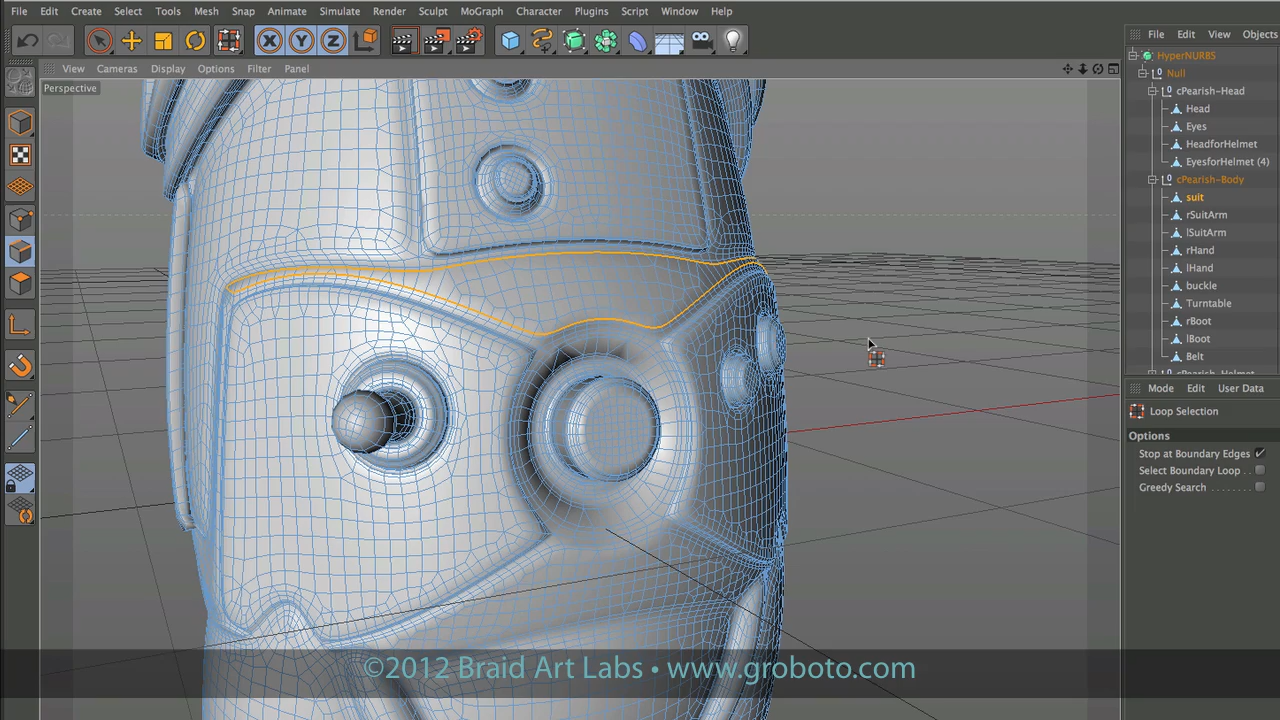 File Edit Create Select Tools Mesh Snap Animate Simulate Render Sculpt MoGraph Character Plugins Script Window Help
File Edit View Objects
View Cameras Display Options Filter Panel
Perspective
X Y Z
HyperNURBS
Null
cPearish-Head
Head
Eyes
HeadforHelmet
EyesforHelmet (4)
cPearish-Body
suit
rSuitArm
lSuitArm
rHand
lHand
buckle
Turntable
rBoot
lBoot
Belt
Mode Edit User Data
Loop Selection
Options
Stop at Boundary Edges
Select Boundary Loop
Greedy Search
©2012 Braid Art Labs • www.groboto.com